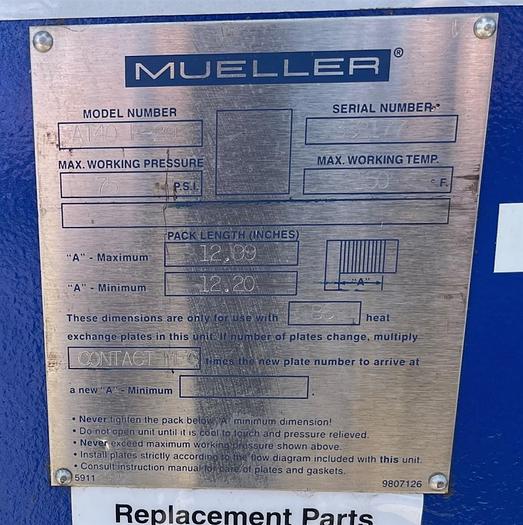 MUELLER®
MODEL NUMBER
SERIAL NUMBER
MAX. WORKING PRESSURE
MAX. WORKING TEMP.
75 P.S.I.
° F.
PACK LENGTH (INCHES)
"A" - Maximum 12.89
"A" - Minimum 12.20
"A"
These dimensions are only for use with heat
exchange plates in this unit. If number of plates change, multiply
CONTACT MFG times the new plate number to arrive at
a new "A" - Minimum
• Never tighten the pack below "A" minimum dimension!
• Do not open unit until it is cool to touch and pressure relieved.
• Never exceed maximum working pressure shown above.
• Install plates strictly according to the flow diagram included with this unit.
• Consult instruction manual for care of plates and gaskets.
5911
9807126
Replacement Parts